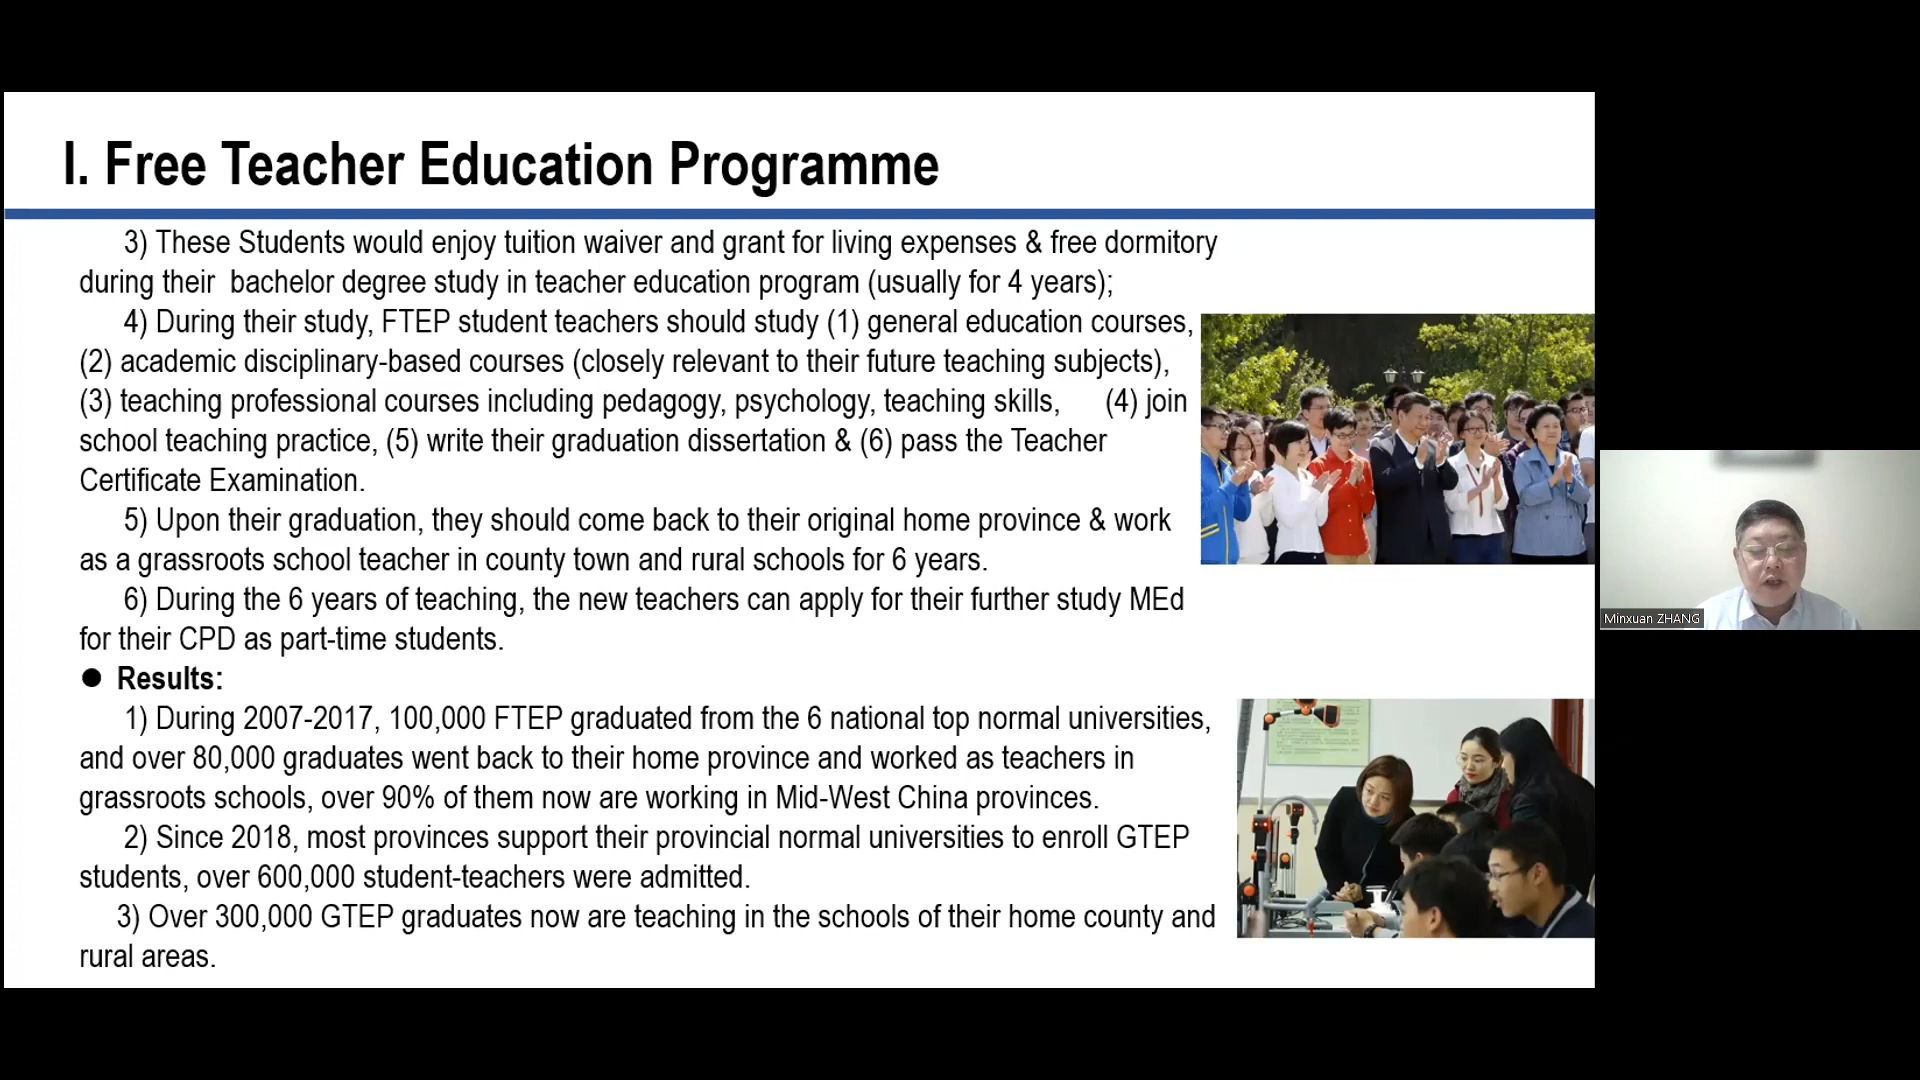 I. Free Teacher Education Programme
3) These Students would enjoy tuition waiver and grant for living expenses & free dormitory
during their bachelor degree study in teacher education program (usually for 4 years);
4) During their study, FTEP student teachers should study (1) general education courses,
(2) academic disciplinary-based courses (closely relevant to their future teaching subjects),
(3) teaching professional courses including pedagogy, psychology, teaching skills, (4) join
school teaching practice, (5) write their graduation dissertation & (6) pass the Teacher
Certificate Examination.
5) Upon their graduation, they should come back to their original home province & work
as a grassroots school teacher in county town and rural schools for 6 years.
6) During the 6 years of teaching, the new teachers can apply for their further study MEd
for their CPD as part-time students.
● Results:
1) During 2007-2017, 100,000 FTEP graduated from the 6 national top normal universities,
and over 80,000 graduates went back to their home province and worked as teachers in
grassroots schools, over 90% of them now are working in Mid-West China provinces.
2) Since 2018, most provinces support their provincial normal universities to enroll GTEP
students, over 600,000 student-teachers were admitted.
3) Over 300,000 GTEP graduates now are teaching in the schools of their home county and
rural areas.
Minxuan ZHANG